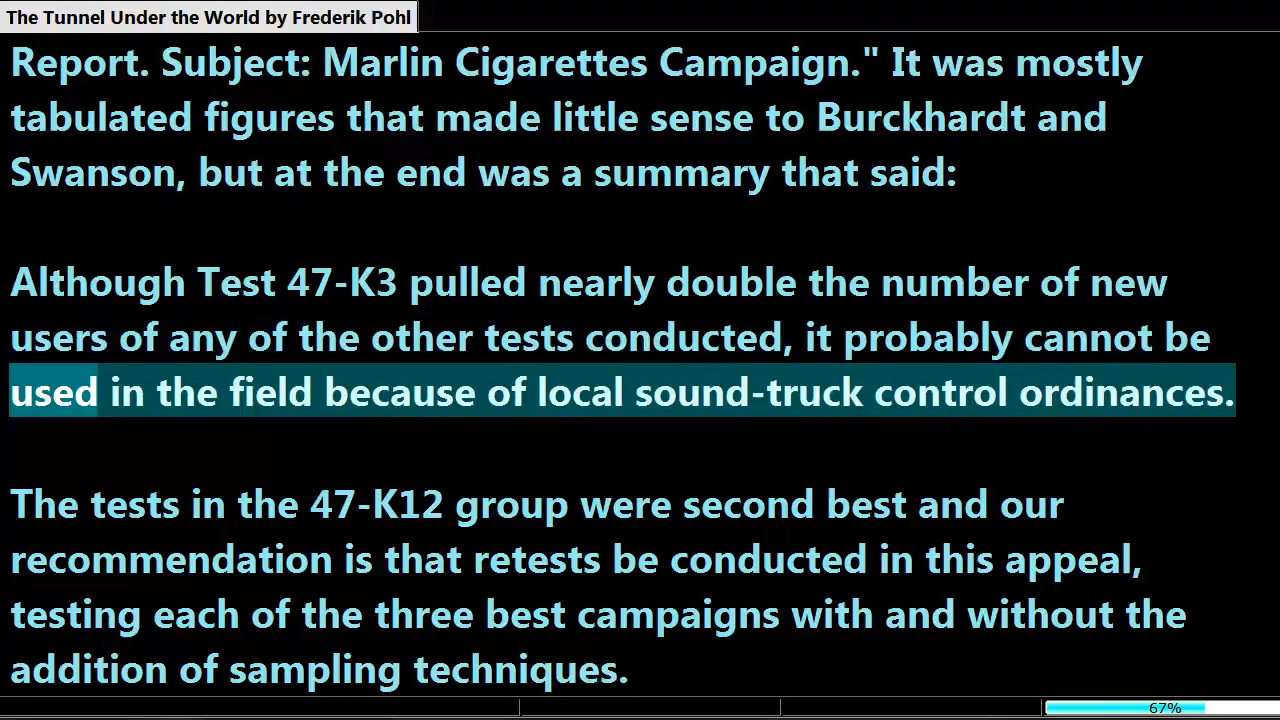 The Tunnel Under the World by Frederik Pohl
Report. Subject: Marlin Cigarettes Campaign." It was mostly
tabulated figures that made little sense to Burckhardt and
Swanson, but at the end was a summary that said:
Although Test 47-K3 pulled nearly double the number of new
users of any of the other tests conducted, it probably cannot be
used in the field because of local sound-truck control ordinances.
The tests in the 47-K12 group were second best and our
recommendation is that retests be conducted in this appeal,
testing each of the three best campaigns with and without the
addition of sampling techniques.
67%